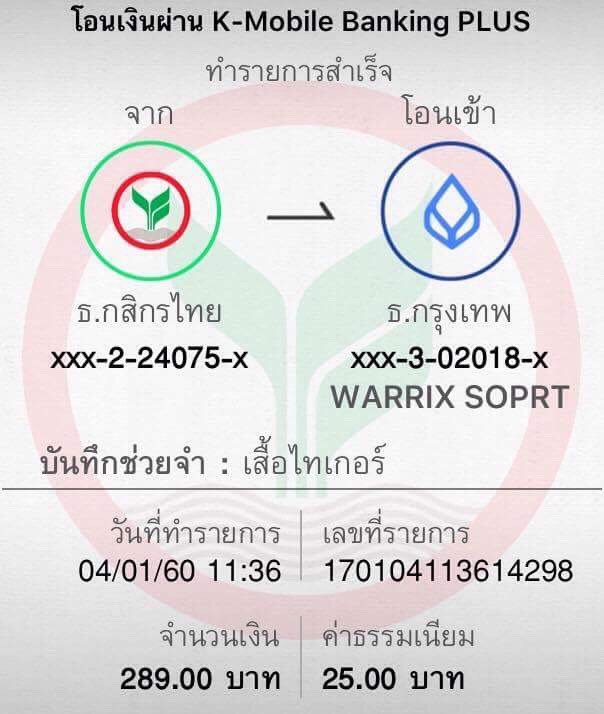 โอนเงินผ่าน K-Mobile Banking PLUS
ทำรายการสำเร็จ
จาก
โอนเข้า
ธ.กสิกรไทย
ธ.กรุงเทพ
xxx-2-24075-x
xxx-3-02018-x
WARRIX SOPRT
บันทึกช่วยจำ : เสื้อไทเกอร์
วันที่ทำรายการ
เลขที่รายการ
04/01/60 11:36
170104113614298
จำนวนเงิน
ค่าธรรมเนียม
289.00 บาท
25.00 บาท